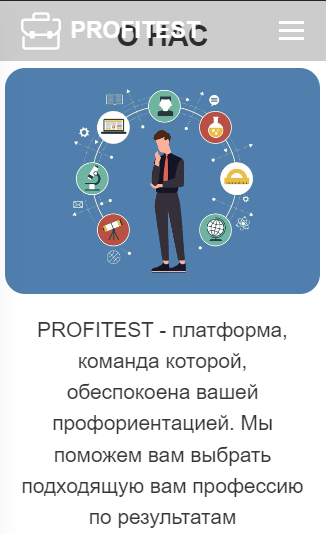 PROFITEST
О НАС
PROFITEST - платформа,
команда которой,
обеспокоена вашей
профориентацией. Мы
поможем вам выбрать
подходящую вам профессию
по результатам